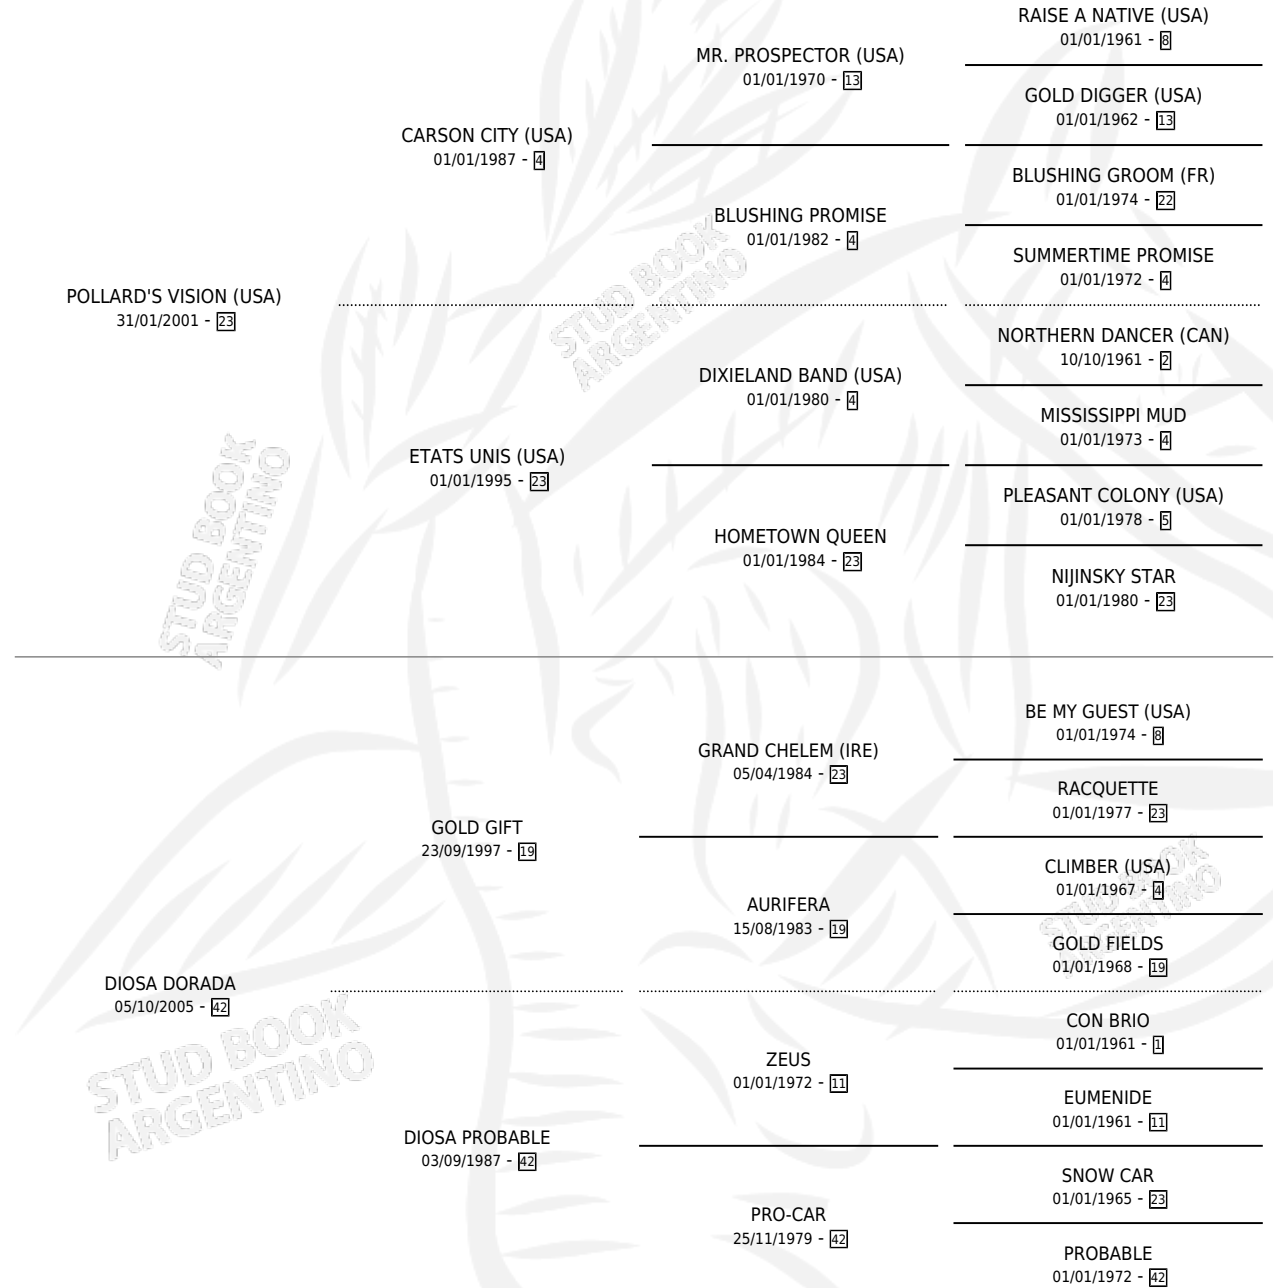 RAISE A NATIVE (USA)
01/01/1961 - 8
MR. PROSPECTOR (USA)
01/01/1970 - 13
GOLD DIGGER (USA)
01/01/1962 - 13
CARSON CITY (USA)
01/01/1987 - 4
BLUSHING GROOM (FR)
01/01/1974 - 22
BLUSHING PROMISE
01/01/1982 - 4
SUMMERTIME PROMISE
01/01/1972 - 4
POLLARD'S VISION (USA)
31/01/2001 - 23
STUD BOOK
ARGENTINO
NORTHERN DANCER (CAN)
10/10/1961 - 2
DIXIELAND BAND (USA)
01/01/1980 - 4
MISSISSIPPI MUD
01/01/1973 - 4
ETATS UNIS (USA)
01/01/1995 - 23
PLEASANT COLONY (USA)
01/01/1978 - 5
HOMETOWN QUEEN
01/01/1984 - 23
NIJINSKY STAR
01/01/1980 - 23
STUD BOOK
ARGENTINO
BE MY GUEST (USA)
01/01/1974 - 8
GRAND CHELEM (IRE)
05/04/1984 - 23
RACQUETTE
01/01/1977 - 23
GOLD GIFT
23/09/1997 - 19
CLIMBER (USA)
01/01/1967 - 4
AURIFERA
15/08/1983 - 19
GOLD FIELDS
01/01/1968 - 19
STUD BOOK
ARGENTINO
DIOSA DORADA
05/10/2005 - 42
CON BRIO
01/01/1961 - 1
ZEUS
01/01/1972 - 11
EUMENIDE
01/01/1961 - 11
STUD BOOK
ARGENTINO
DIOSA PROBABLE
03/09/1987 - 42
SNOW CAR
01/01/1965 - 23
PRO-CAR
25/11/1979 - 42
PROBABLE
01/01/1972 - 42